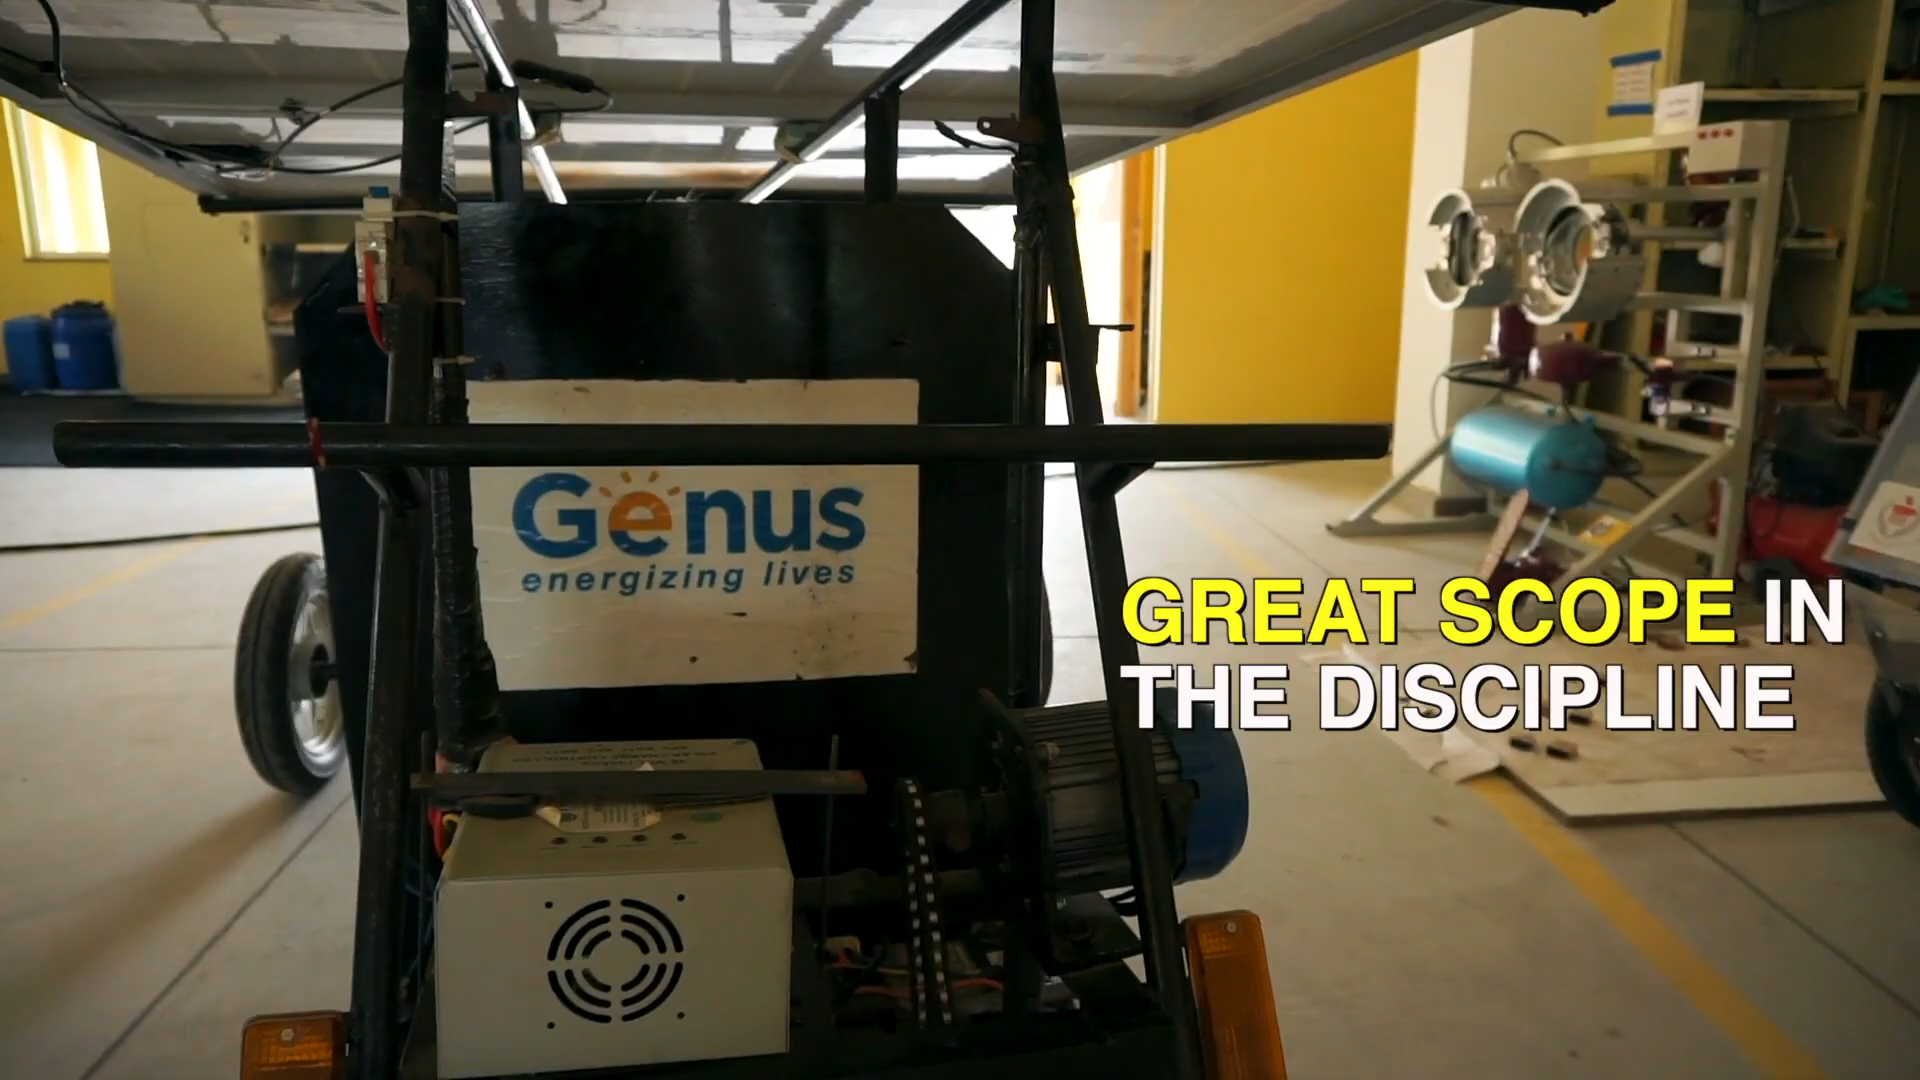 Genus
energizing lives
GREAT SCOPE IN
THE DISCIPLINE